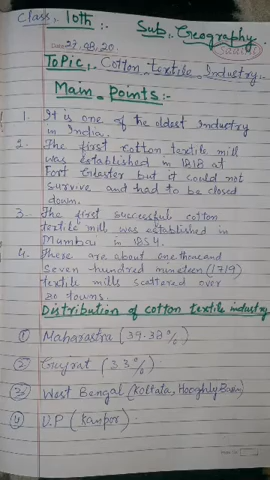 Class, 10th :-
Sub, Geography
Date 27.08.20.
Topic, Cotton textile Industry.
Main Points:-
1. It is one of the oldest Industry
in India.
2. The first cotton textile mill
was established in 1818 at
Fort Gloster but it could not
survive and had to be closed
down.
3. The first successful cotton
textile mill was established in
Mumbai in 1854.
4. There are about one thousand
seven hundred nineteen (1719)
textile mills scattered over
80 towns.
Distribution of cotton textile industry
① Maharastra (39.38%)
② Gujrat (33%)
③ West Bengal (Kolkata, Hooghly Basin)
④ U.P (Kanpor)